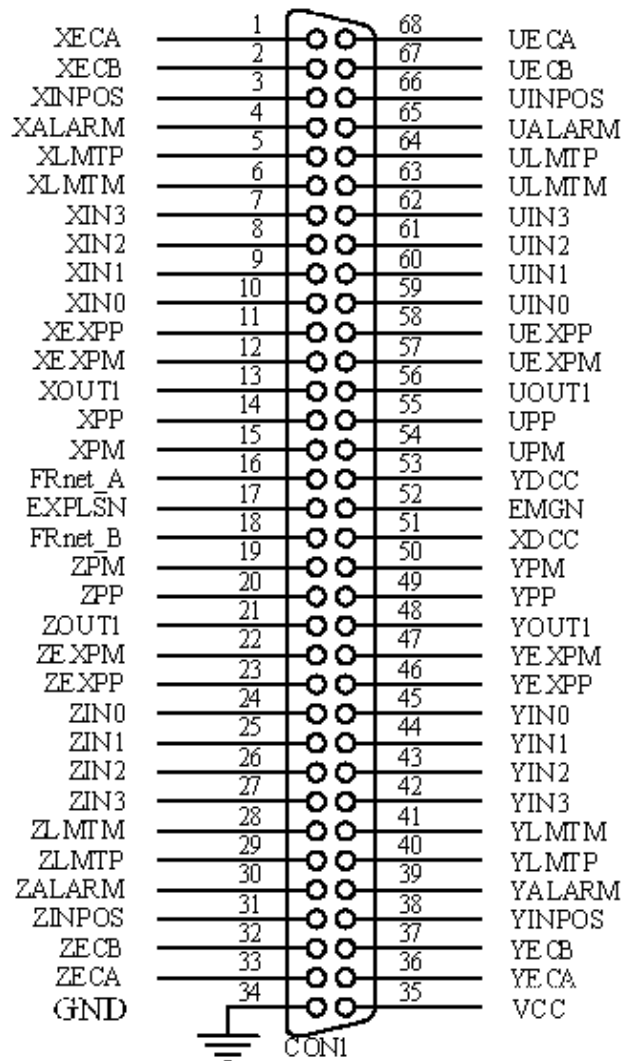 XECA 1 68 UECA
XECB 2 67 UECB
XINPOS 3 66 UINPOS
XALARM 4 65 UALARM
XLMTP 5 64 ULMTP
XLMTM 6 63 ULMTM
XIN3 7 62 UIN3
XIN2 8 61 UIN2
XIN1 9 60 UIN1
XIN0 10 59 UIN0
XEXPP 11 58 UEXPP
XEXPM 12 57 UEXPM
XOUT1 13 56 UOUT1
XPP 14 55 UPP
XPM 15 54 UPM
FRnet_A 16 53 YDCC
EXPLSN 17 52 EMGN
FRnet_B 18 51 XDCC
ZPM 19 50 YPM
ZPP 20 49 YPP
ZOUT1 21 48 YOUT1
ZEXPM 22 47 YEXPM
ZEXPP 23 46 YEXPP
ZIN0 24 45 YIN0
ZIN1 25 44 YIN1
ZIN2 26 43 YIN2
ZIN3 27 42 YIN3
ZLMTM 28 41 YLMTM
ZLMTP 29 40 YLMTP
ZALARM 30 39 YALARM
ZINPOS 31 38 YINPOS
ZECB 32 37 YECB
ZECA 33 36 YECA
GND 34 35 VCC
CON1